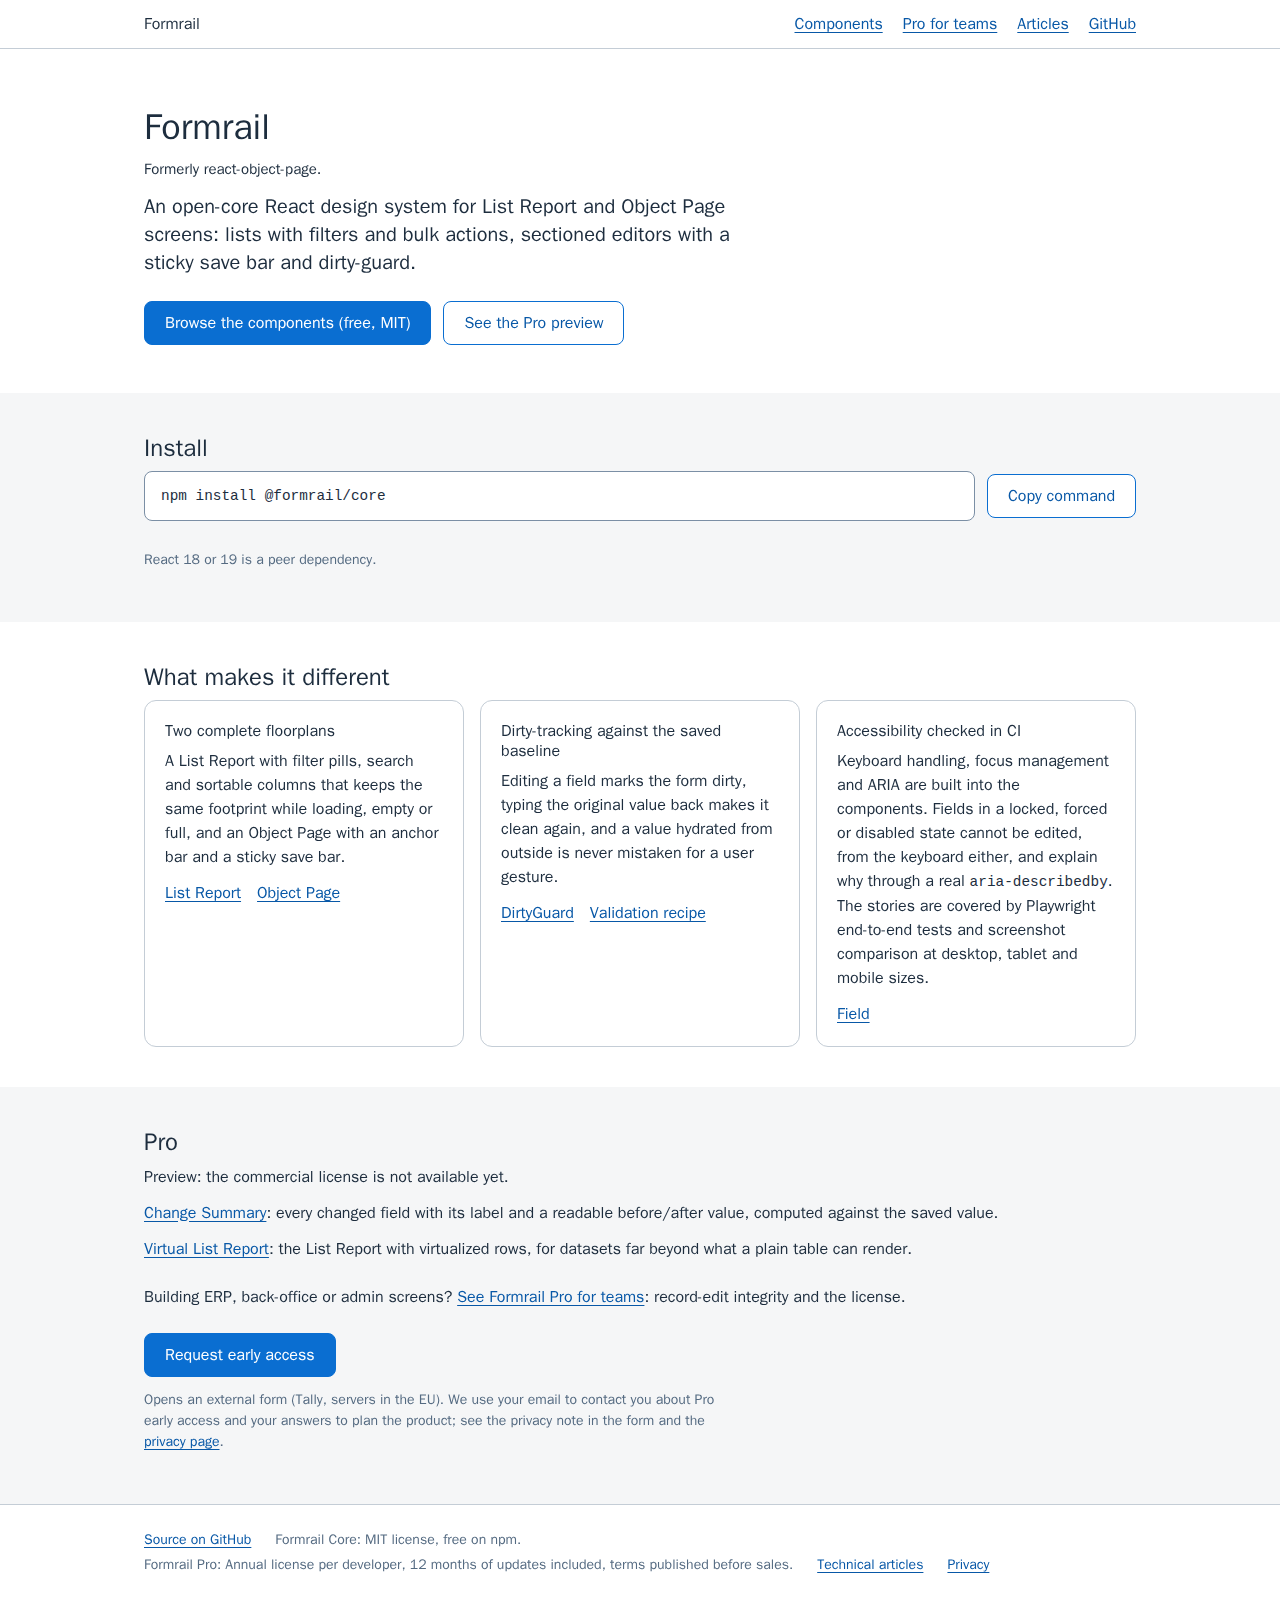 Formrail
Components Pro for teams Articles GitHub
Formrail
Formerly react-object-page.
An open-core React design system for List Report and Object Page
screens: lists with filters and bulk actions, sectioned editors with a
sticky save bar and dirty-guard.
Browse the components (free, MIT) See the Pro preview
Install
npm install @formrail/core
Copy command
React 18 or 19 is a peer dependency.
What makes it different
Two complete floorplans
A List Report with filter pills, search
and sortable columns that keeps the
same footprint while loading, empty or
full, and an Object Page with an anchor
bar and a sticky save bar.
List Report Object Page
Dirty-tracking against the saved
baseline
Editing a field marks the form dirty,
typing the original value back makes it
clean again, and a value hydrated from
outside is never mistaken for a user
gesture.
DirtyGuard Validation recipe
Accessibility checked in CI
Keyboard handling, focus management
and ARIA are built into the
components. Fields in a locked, forced
or disabled state cannot be edited,
from the keyboard either, and explain
why through a real aria-describedby.
The stories are covered by Playwright
end-to-end tests and screenshot
comparison at desktop, tablet and
mobile sizes.
Field
Pro
Preview: the commercial license is not available yet.
Change Summary: every changed field with its label and a readable before/after value, computed against the saved value.
Virtual List Report: the List Report with virtualized rows, for datasets far beyond what a plain table can render.
Building ERP, back-office or admin screens? See Formrail Pro for teams: record-edit integrity and the license.
Request early access
Opens an external form (Tally, servers in the EU). We use your email to contact you about Pro
early access and your answers to plan the product; see the privacy note in the form and the
privacy page.
Source on GitHub Formrail Core: MIT license, free on npm.
Formrail Pro: Annual license per developer, 12 months of updates included, terms published before sales. Technical articles Privacy